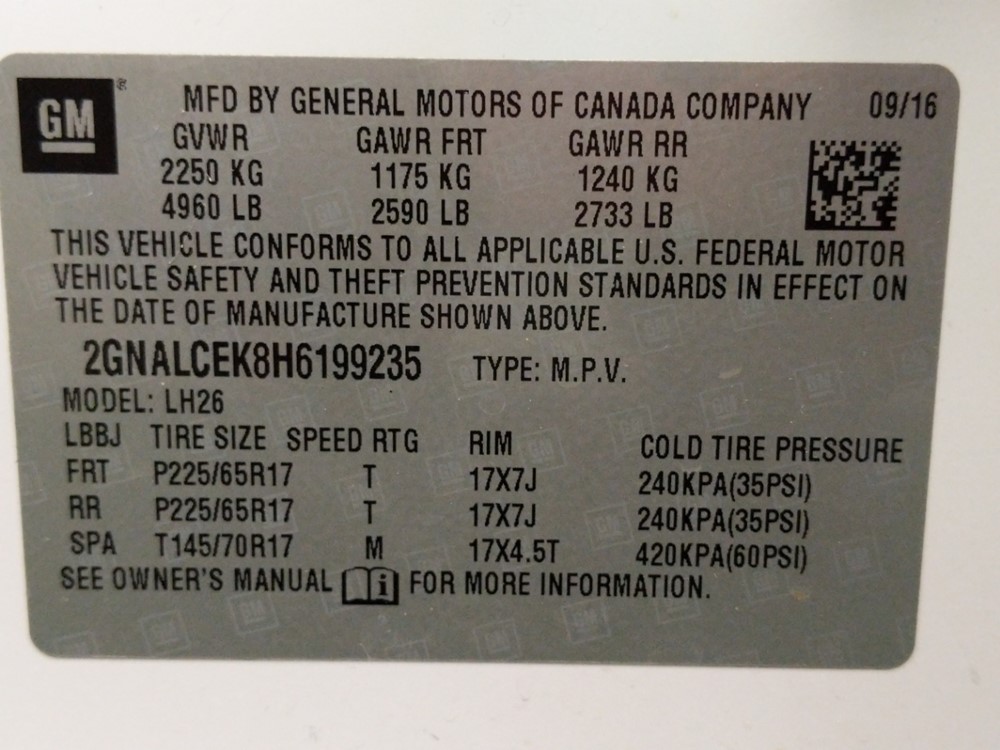 GM MFD BY GENERAL MOTORS OF CANADA COMPANY 09/16
GVWR GAWR FRT GAWR RR
2250 KG 1175 KG 1240 KG
4960 LB 2590 LB 2733 LB
THIS VEHICLE CONFORMS TO ALL APPLICABLE U.S. FEDERAL MOTOR
VEHICLE SAFETY AND THEFT PREVENTION STANDARDS IN EFFECT ON
THE DATE OF MANUFACTURE SHOWN ABOVE.
2GNALCEK8H6199235 TYPE: M.P.V.
MODEL: LH26
LBBJ TIRE SIZE SPEED RTG RIM COLD TIRE PRESSURE
FRT P225/65R17 T 17X7J 240KPA(35PSI)
RR P225/65R17 T 17X7J 240KPA(35PSI)
SPA T145/70R17 M 17X4.5T 420KPA(60PSI)
SEE OWNER'S MANUAL i FOR MORE INFORMATION.